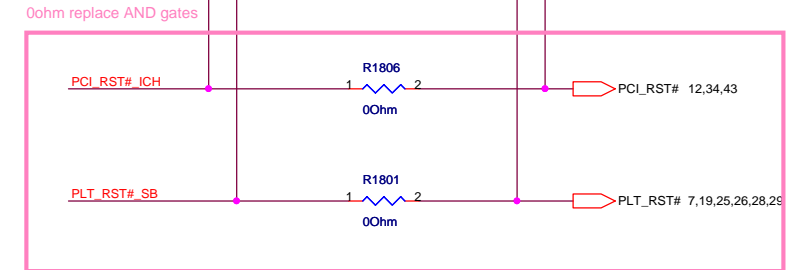 0ohm replace AND gates
R1806
PCI_RST#_ICH 1 2 PCI_RST# 12,34,43
0Ohm
R1801
PLT_RST#_SB 1 2 PLT_RST# 7,19,25,26,28,29
0Ohm